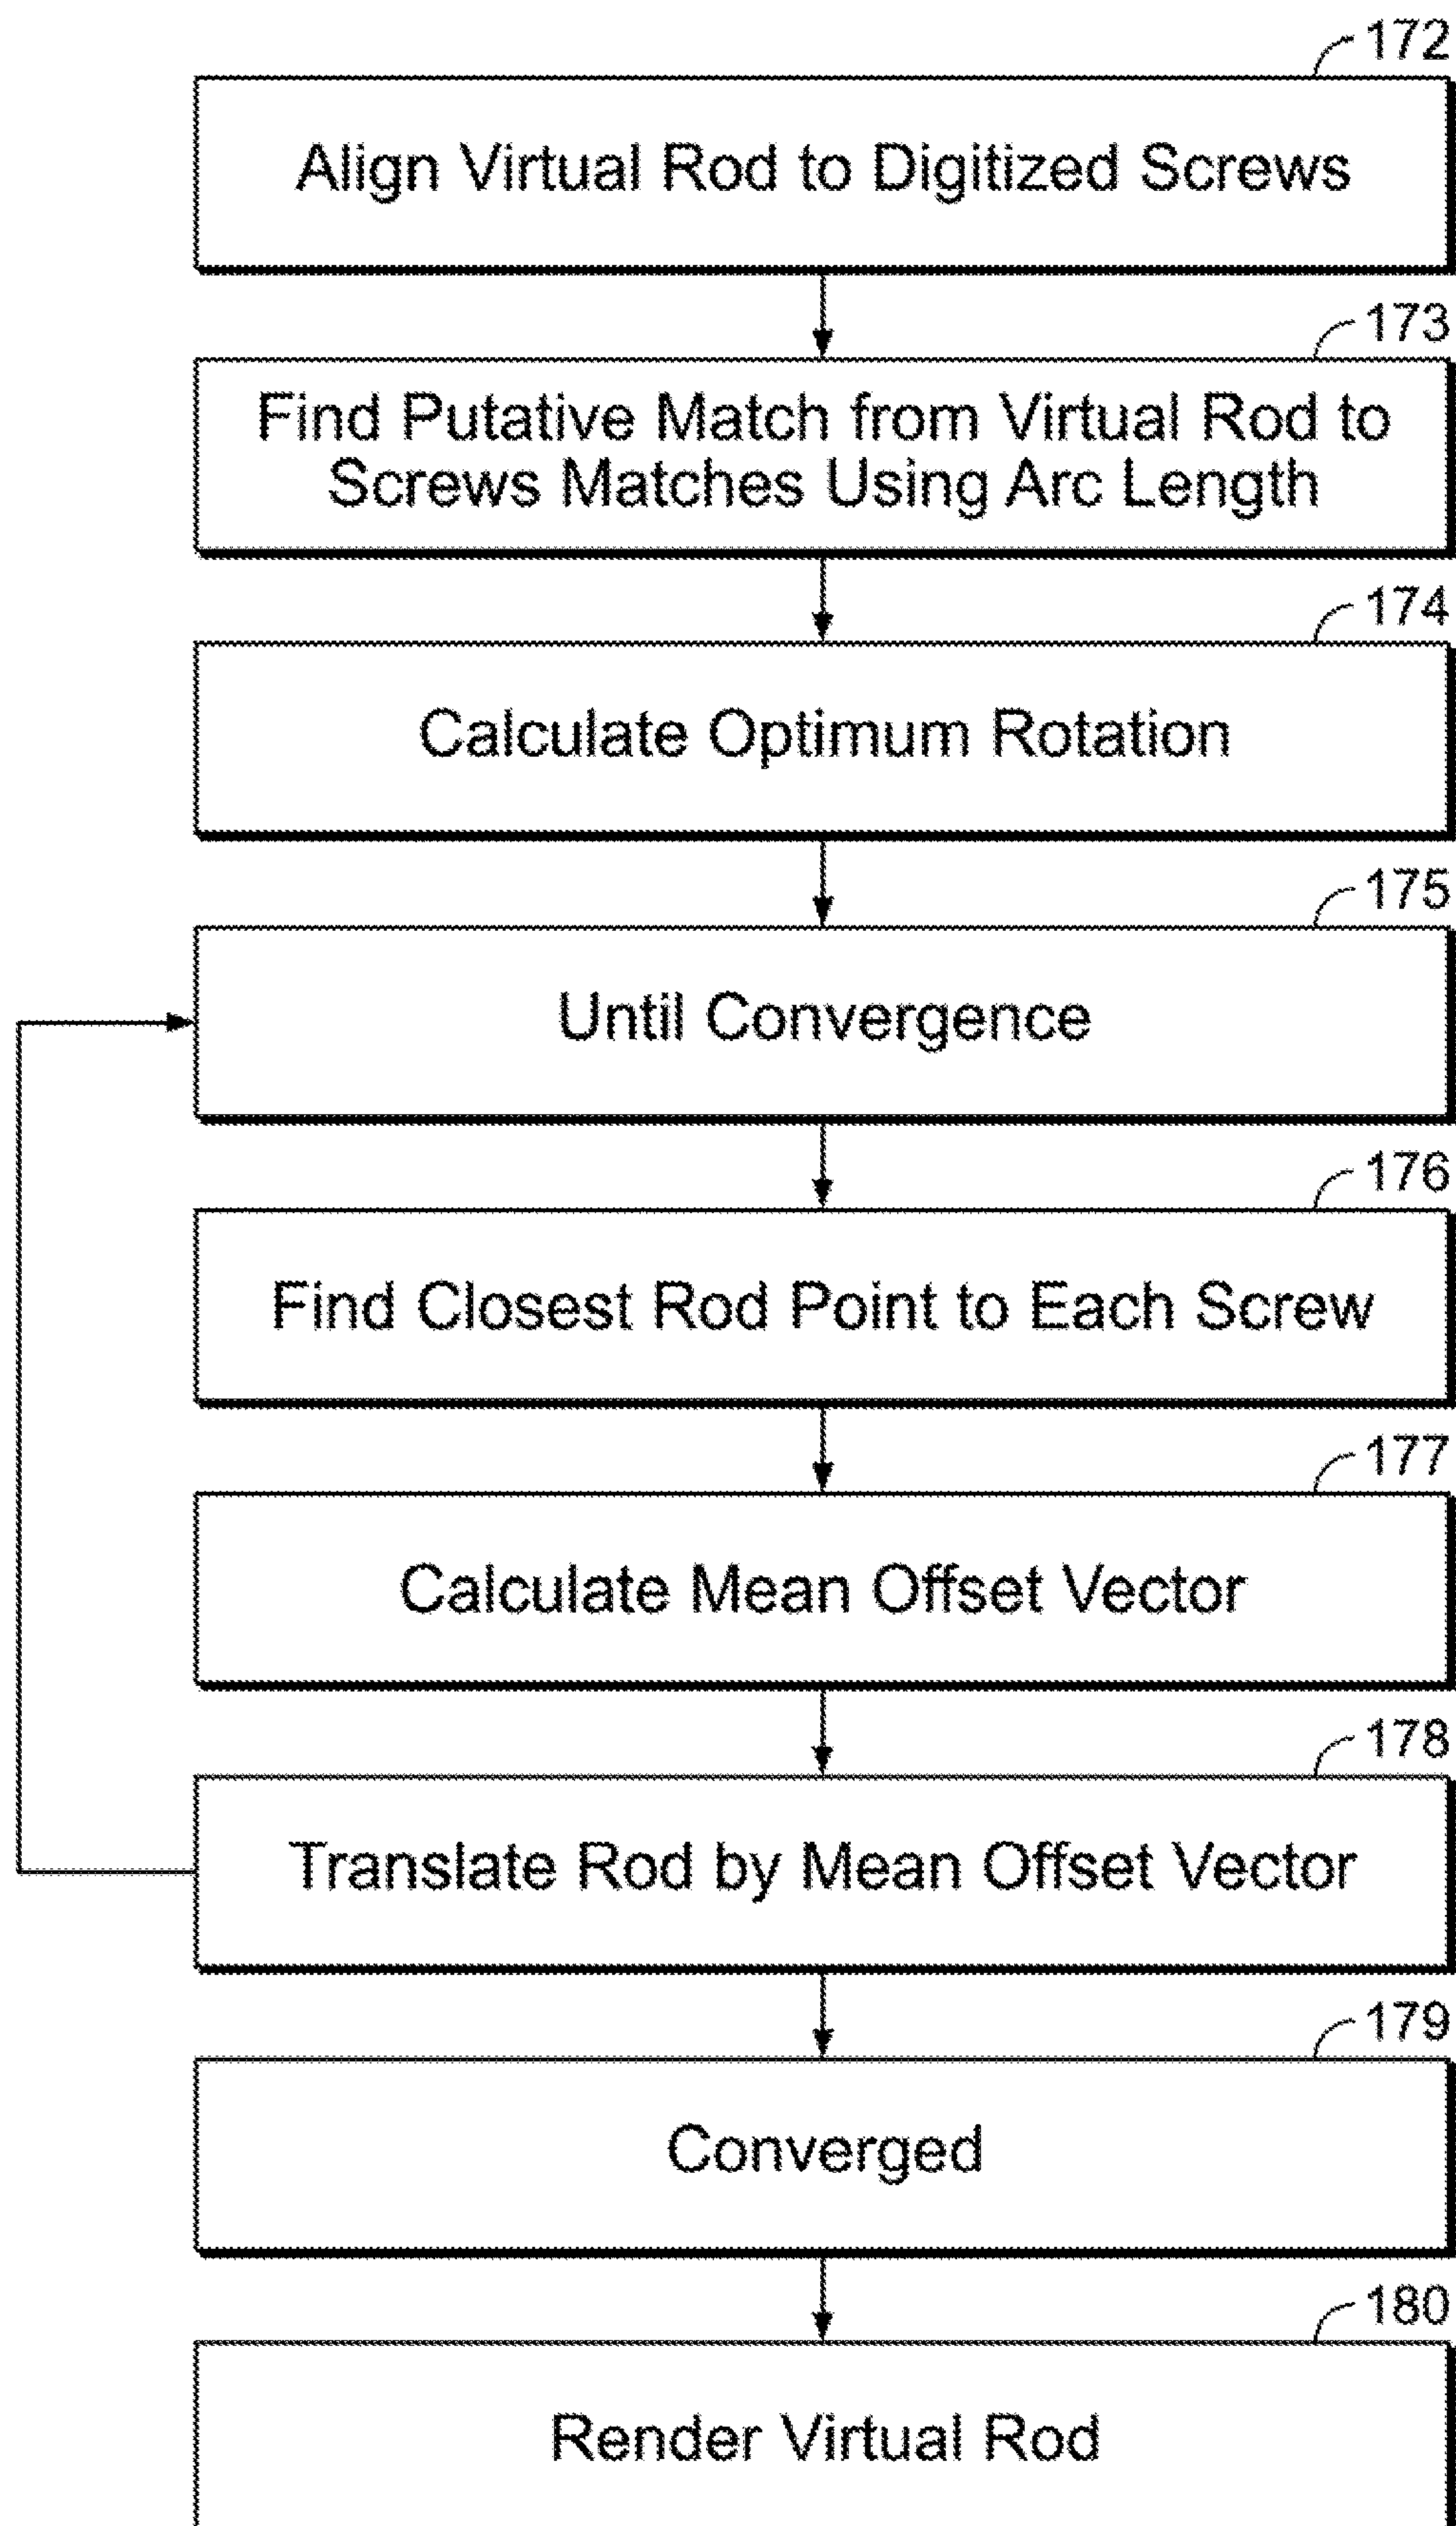 172
Align Virtual Rod to Digitized Screws
173
Find Putative Match from Virtual Rod to
Screws Matches Using Arc Length
174
Calculate Optimum Rotation
175
Until Convergence
176
Find Closest Rod Point to Each Screw
177
Calculate Mean Offset Vector
178
Translate Rod by Mean Offset Vector
179
Converged
180
Render Virtual Rod